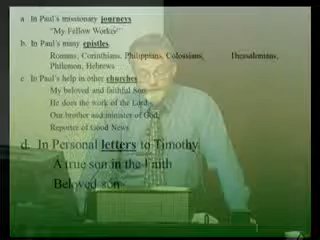 a  In Paul's missionary journeys
"My Fellow Worker"
b.  In Paul's many epistles.
Romans, Corinthians, Philippians, Colossians, Thessalonians,
Philemon, Hebrews
c  In Paul's help in other churches
My beloved and faithful Son
He does the work of the Lord
Our brother and minister of God,
Reporter of Good News
d.  In Personal letters to Timothy
A true son in the Faith
Beloved son